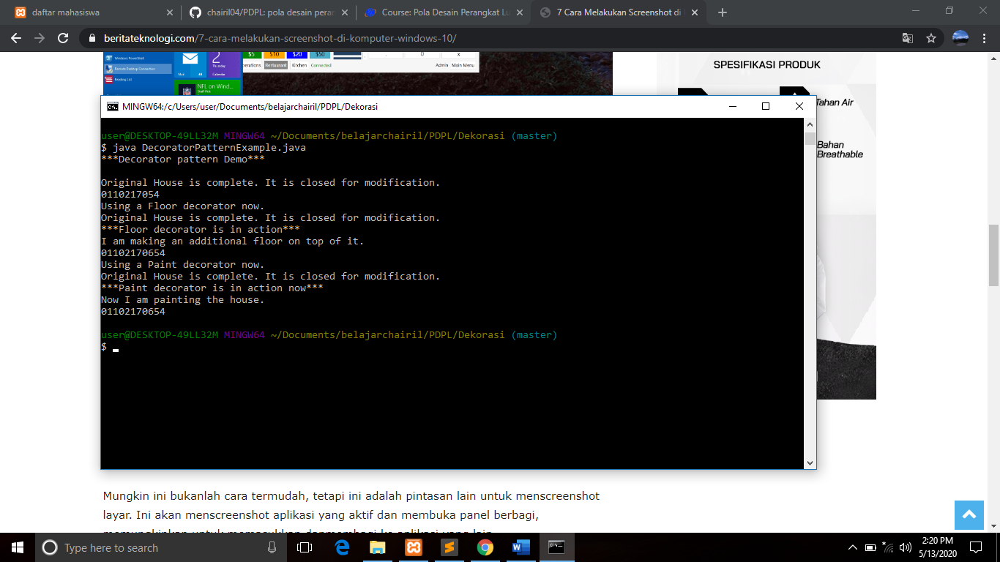 daftar mahasiswa
chairil04/PDPL: pola desain peran
Course: Pola Desain Perangkat Lu
7 Cara Melakukan Screenshot di
beritateknologi.com/7-cara-melakukan-screenshot-di-komputer-windows-10/
Windows PowerShell
Remote Desktop Connection
Reading List
Mail
48
2
Thursday
Calendar
NFL on Wind...
$5
$10
$20
$50
0
x
erations
Restaurant
Kitchen
Connected
Admin
Main Menu
SPESIFIKASI PRODUK
Tahan Air
Bahan
Breathable
MINGW64:/c/Users/user/Documents/belajarchairil/PDPL/Dekorasi
user@DESKTOP-49LL32M MINGW64 ~/Documents/belajarchairil/PDPL/Dekorasi (master)
$ java DecoratorPatternExample.java
***Decorator pattern Demo***
Original House is complete. It is closed for modification.
0110217054
Using a Floor decorator now.
Original House is complete. It is closed for modification.
***Floor decorator is in action***
I am making an additional floor on top of it.
01102170654
Using a Paint decorator now.
Original House is complete. It is closed for modification.
***Paint decorator is in action now***
Now I am painting the house.
01102170654
user@DESKTOP-49LL32M MINGW64 ~/Documents/belajarchairil/PDPL/Dekorasi (master)
$
Mungkin ini bukanlah cara termudah, tetapi ini adalah pintasan lain untuk menscreenshot
layar. Ini akan menscreenshot aplikasi yang aktif dan membuka panel berbagi,
Type here to search
2:20 PM
5/13/2020